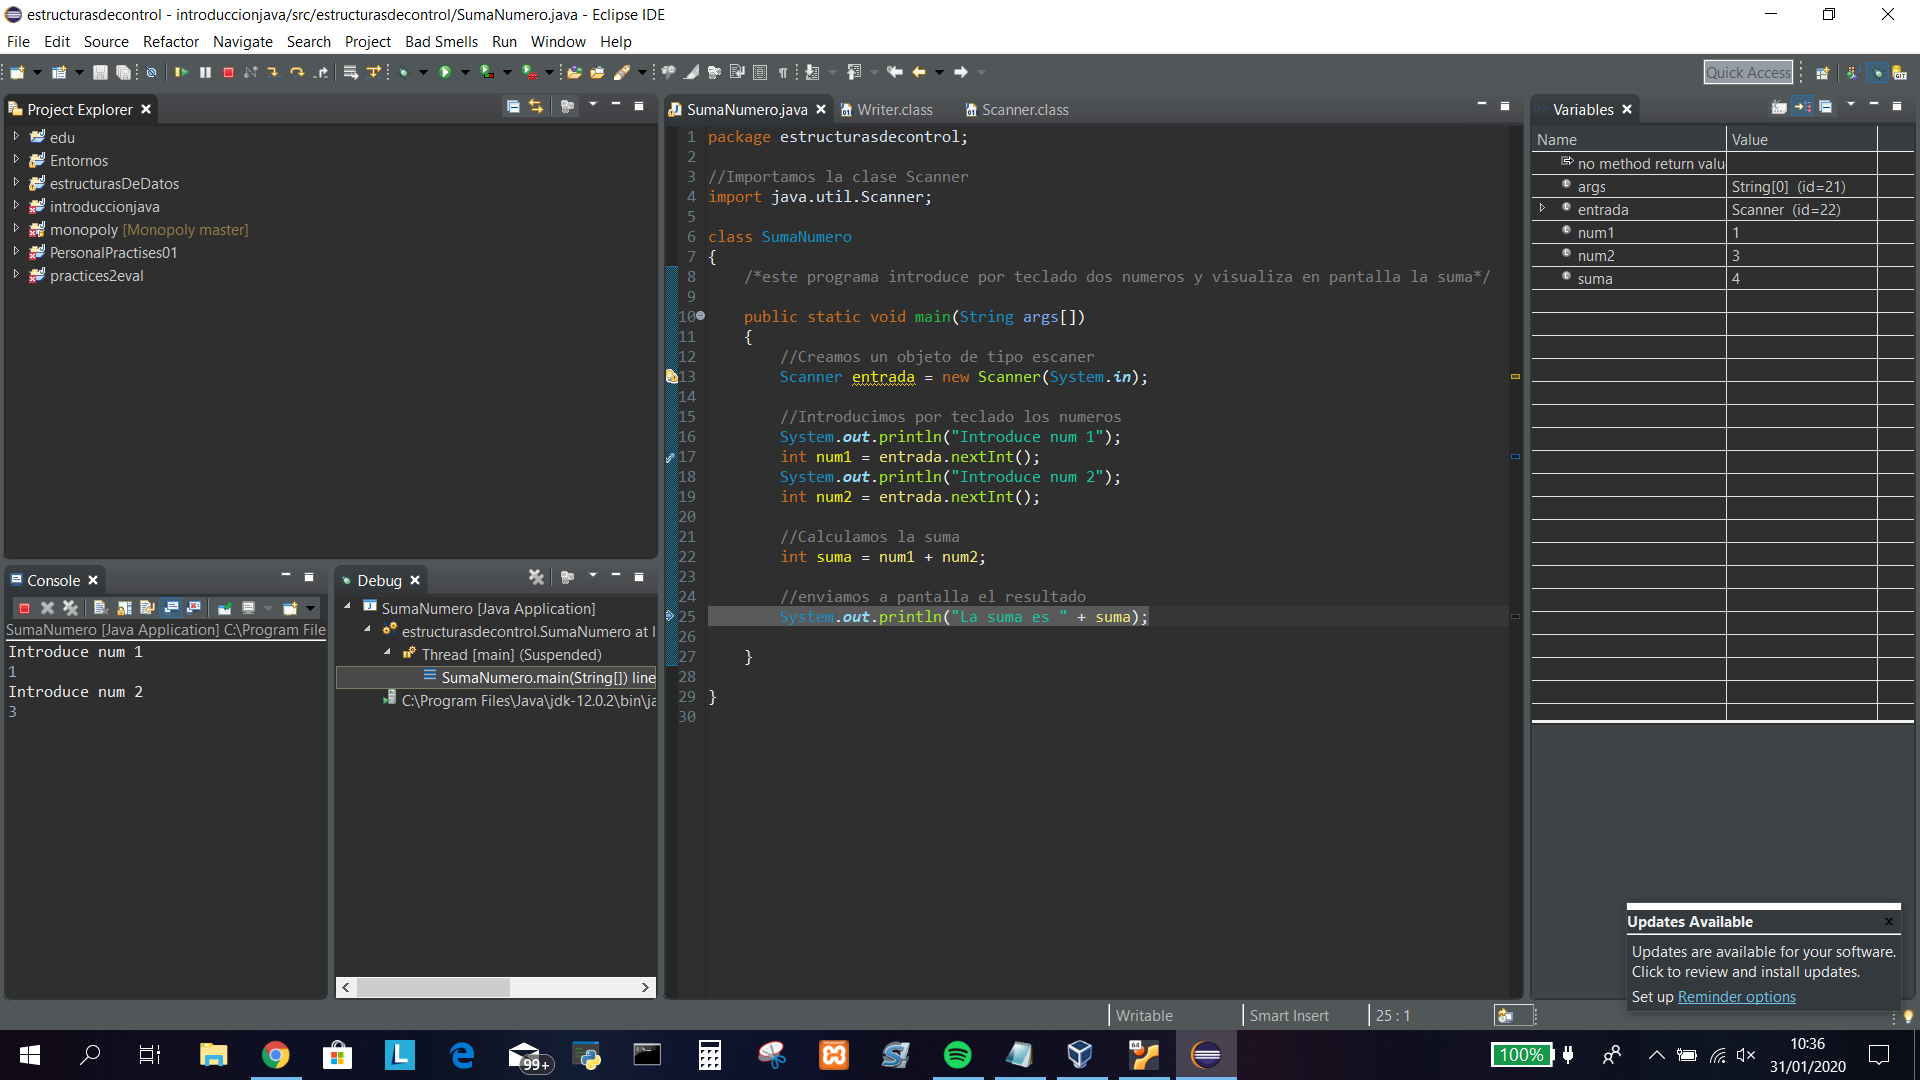 estructurasdecontrol - introduccionjava/src/estructurasdecontrol/SumaNumero.java - Eclipse IDE
File Edit Source Refactor Navigate Search Project Bad Smells Run Window Help
Quick Access
Project Explorer
edu
Entornos
estructurasDeDatos
introduccionjava
monopoly [Monopoly master]
PersonalPractises01
practices2eval
SumaNumero.java Writer.class Scanner.class
1 package estructurasdecontrol;
2
3 //Importamos la clase Scanner
4 import java.util.Scanner;
5
6 class SumaNumero
7 {
8 /*este programa introduce por teclado dos numeros y visualiza en pantalla la suma*/
9
10 public static void main(String args[])
11 {
12 //Creamos un objeto de tipo escaner
13 Scanner entrada = new Scanner(System.in);
14
15 //Introducimos por teclado los numeros
16 System.out.println("Introduce num 1");
17 int num1 = entrada.nextInt();
18 System.out.println("Introduce num 2");
19 int num2 = entrada.nextInt();
20
21 //Calculamos la suma
22 int suma = num1 + num2;
23
24 //enviamos a pantalla el resultado
25 System.out.println("La suma es " + suma);
26
27 }
28
29 }
30
Variables
Name Value
no method return valu
args String[0] (id=21)
entrada Scanner (id=22)
num1 1
num2 3
suma 4
Console
SumaNumero [Java Application] C:\Program File
Introduce num 1
1
Introduce num 2
3
Debug
SumaNumero [Java Application]
estructurasdecontrol.SumaNumero at l
Thread [main] (Suspended)
SumaNumero.main(String[]) line
C:\Program Files\Java\jdk-12.0.2\bin\ja
Updates Available
Updates are available for your software.
Click to review and install updates.
Set up Reminder options
Writable Smart Insert 25 : 1
99+
64
100%
10:36
31/01/2020